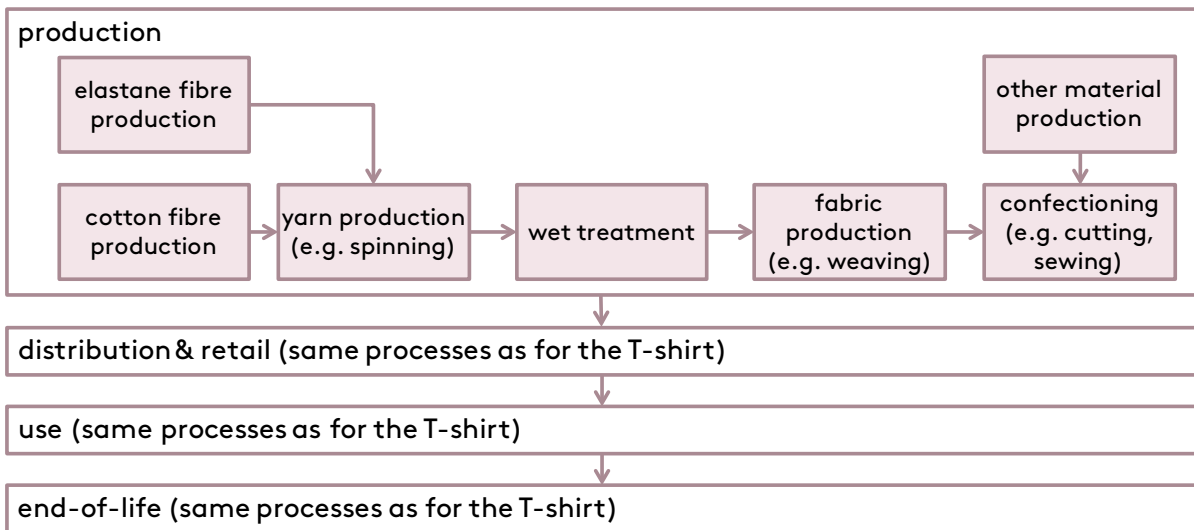 production
elastane fibre
production
other material
production
cotton fibre
production
yarn production
(e.g. spinning)
wet treatment
fabric
production
(e.g. weaving)
confectioning
(e.g. cutting,
sewing)
distribution & retail (same processes as for the T-shirt)
use (same processes as for the T-shirt)
end-of-life (same processes as for the T-shirt)